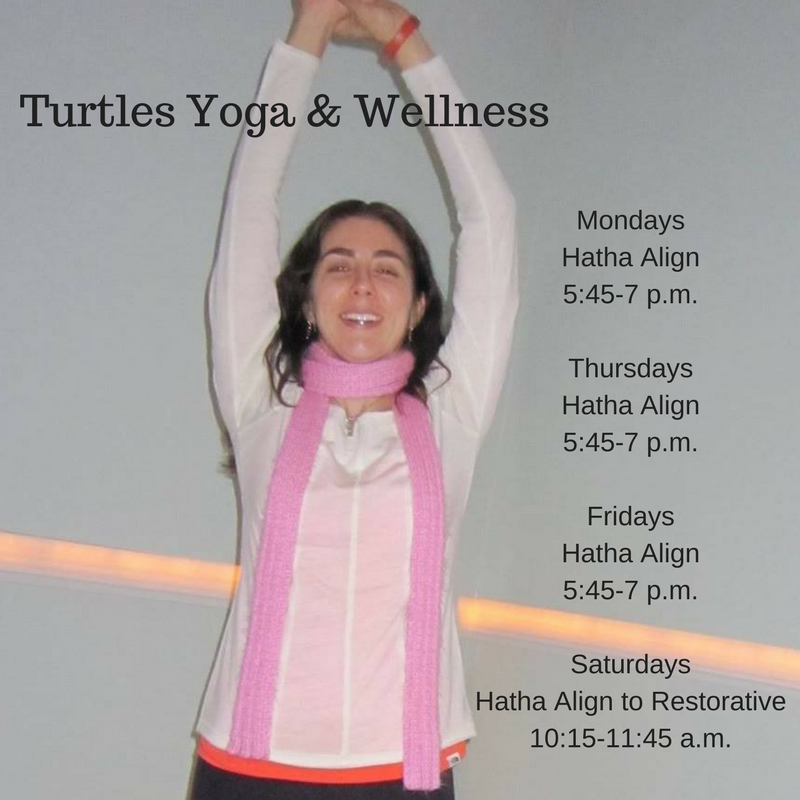 Turtles Yoga & Wellness
Mondays
Hatha Align
5:45-7 p.m.
Thursdays
Hatha Align
5:45-7 p.m.
Fridays
Hatha Align
5:45-7 p.m.
Saturdays
Hatha Align to Restorative
10:15-11:45 a.m.